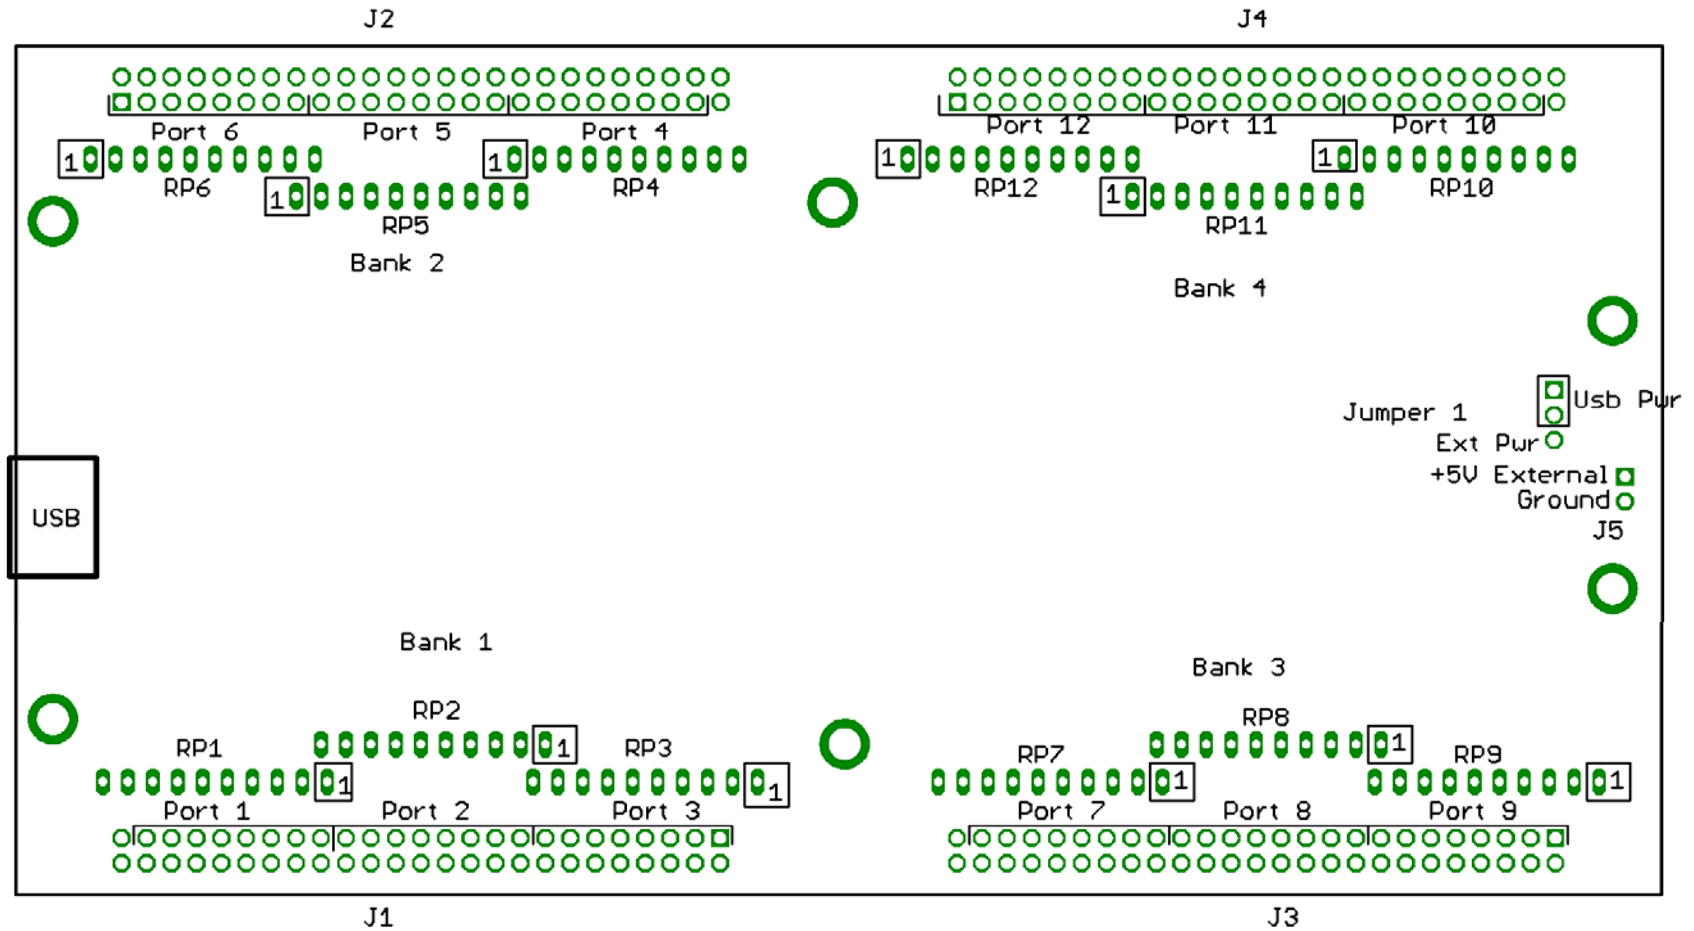 J2 J4
Port 6 Port 5 Port 4 Port 12 Port 11 Port 10
1 1 1 1
RP6 RP4 RP12 RP10
1 1
RP5 RP11
Bank 2
Bank 4
Usb Pwr
Jumper 1
Ext Pwr
+5V External
Ground
USB
J5
Bank 1
Bank 3
RP2 RP8
1 1
RP1 RP3 RP7 RP9
1 1 1 1
Port 1 Port 2 Port 3 Port 7 Port 8 Port 9
J1 J3